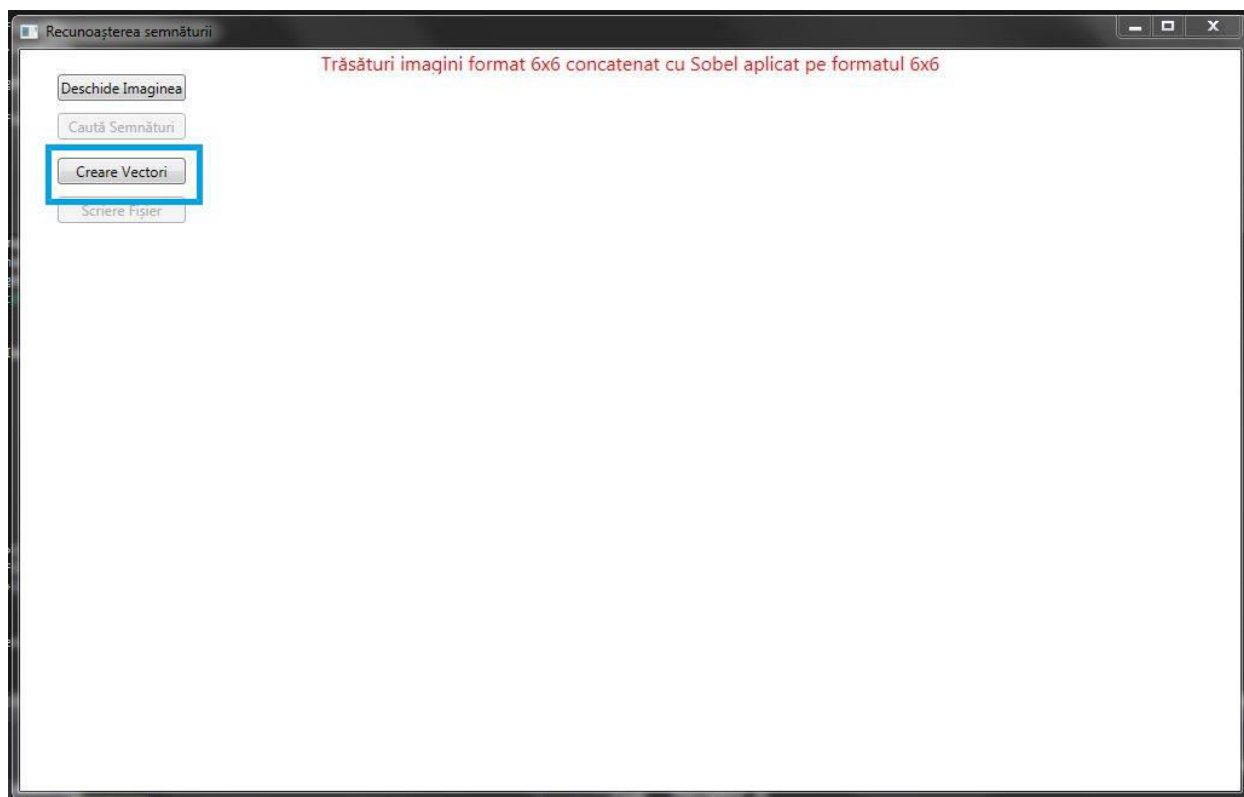 Recunoașterea semnăturii
Trăsături imagini format 6x6 concatenat cu Sobel aplicat pe formatul 6x6
Deschide Imaginea
Caută Semnături
Creare Vectori
Scriere Fișier